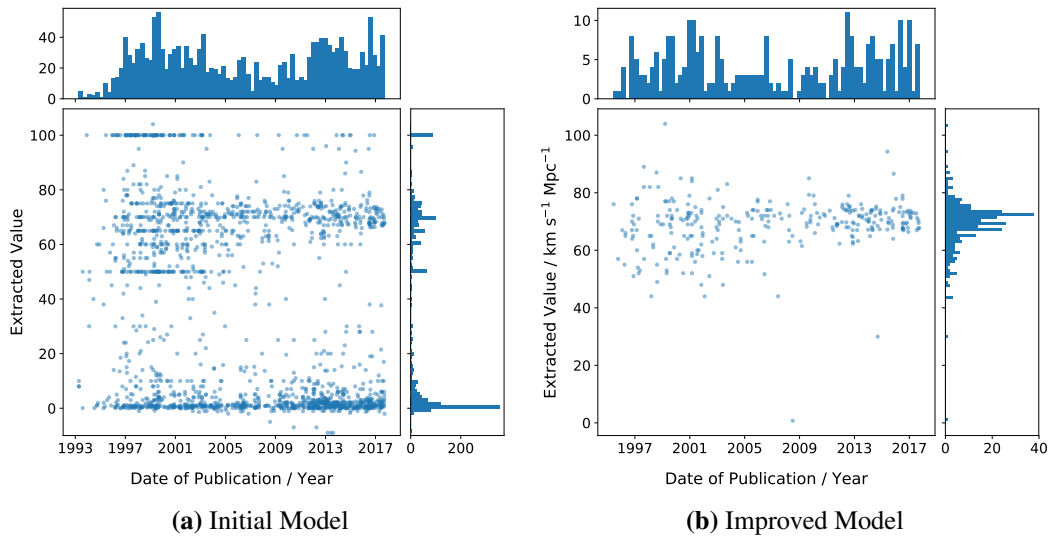 40
20
0
100
80
60
40
20
0
Extracted Value
1993 1997 2001 2005 2009 2013 2017
0 200
Date of Publication / Year
(a) Initial Model
10
5
0
100
80
60
40
20
0
Extracted Value / km s⁻¹ Mpc⁻¹
1997 2001 2005 2009 2013 2017
0 20 40
Date of Publication / Year
(b) Improved Model